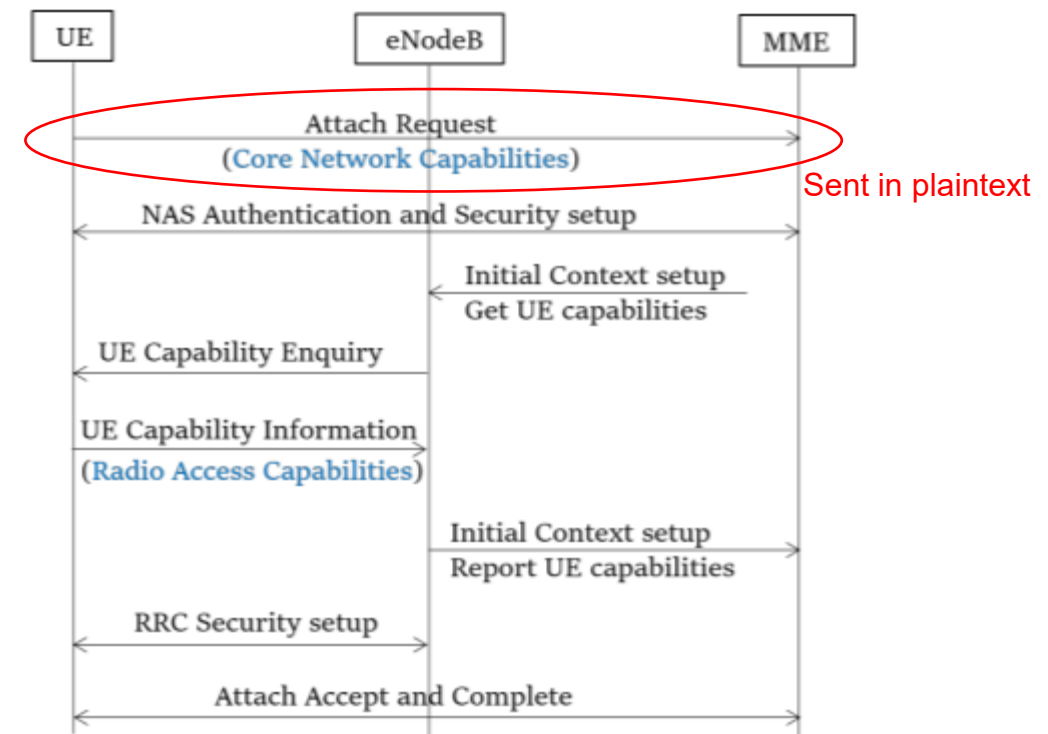 UE
eNodeB
MME
Attach Request
(Core Network Capabilities)
Sent in plaintext
NAS Authentication and Security setup
Initial Context setup
Get UE capabilities
UE Capability Enquiry
UE Capability Information
(Radio Access Capabilities)
Initial Context setup
Report UE capabilities
RRC Security setup
Attach Accept and Complete